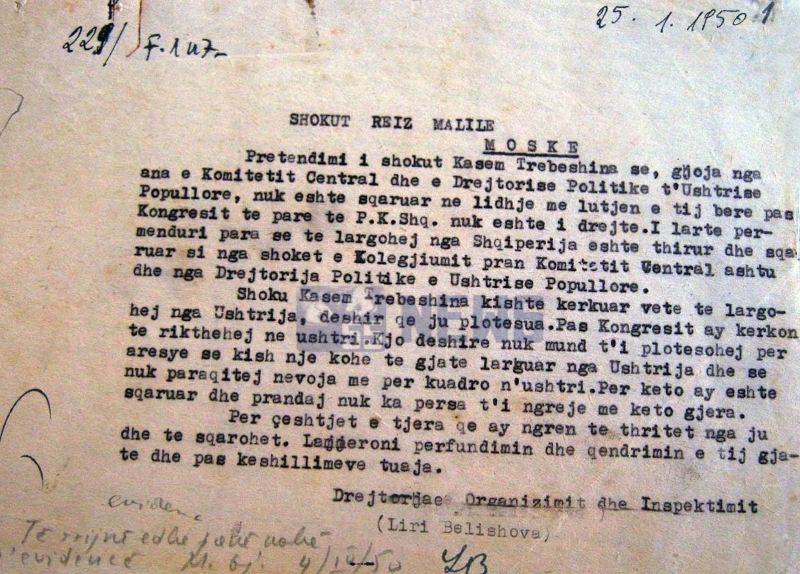 25. 1. 1950 1
229/ F. 147-
SHOKUT REIZ MALILE
MOSKE
Pretendimi i shokut Kasem Trebeshina se, gjoja nga
ana e Komitetit Central dhe e Drejtorise Politike t'Ushtrise
Popullore, nuk eshte sqaruar ne lidhje me lutjen e tij bere pas
Kongresit te pare te P.K.Shq. nuk eshte i drejte.I larte per-
menduri para se te largohej nga Shqiperija eshte thirur dhe sqa-
ruar si nga shoket e Kolegjiumit pran Komitetit Central ashtu
dhe nga Drejtorija Politike e Ushtrise Popullore.
Shoku Kasem Trebeshina kishte kerkuar vete te largo-
hej nga Ushtrija, deshir qe ju plotesua.Pas Kongresit ay kerkon
te rikthehej ne ushtri.Kjo deshire nuk mund t'i plotesohej per
aresye se kish nje kohe te gjate larguar nga Ushtrija dhe se
nuk paraqitej nevoja me per kuadro n'ushtri.Per keto ay eshte
sqaruar dhe prandaj nuk ka persa t'i ngreje me keto gjera.
Per çeshtjet e tjera qe ay ngren te thritet nga ju
dhe te sqarohet. Lajmeroni perfundimin dhe qendrimin e tij gja-
te dhe pas keshillimeve tuaja.
Drejtorja e Organizimit dhe Inspektimit
(Liri Belishova)
eviden
Të edhe
evidencë 4/II/50 LB
NEWS